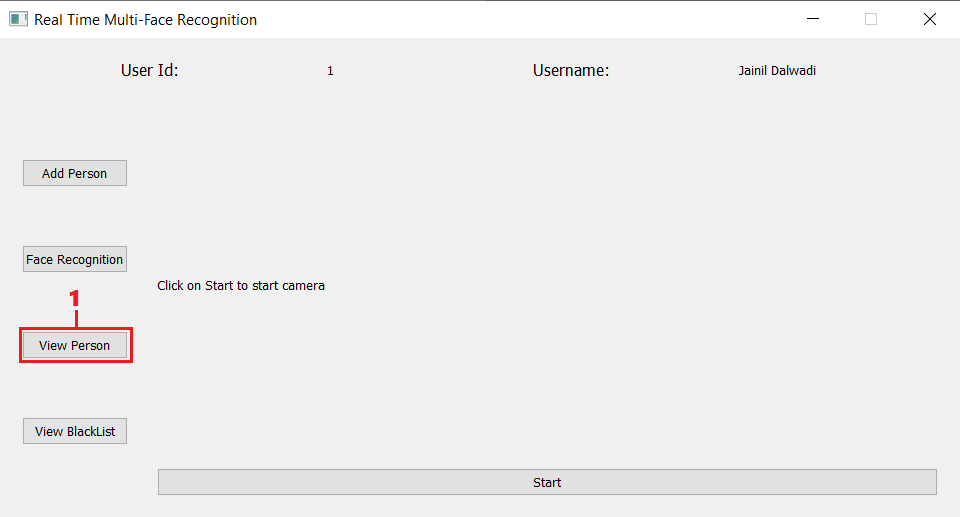 Real Time Multi-Face Recognition
User Id: 1 Username: Jainil Dalwadi
Add Person
Face Recognition
Click on Start to start camera
1
View Person
View BlackList
Start